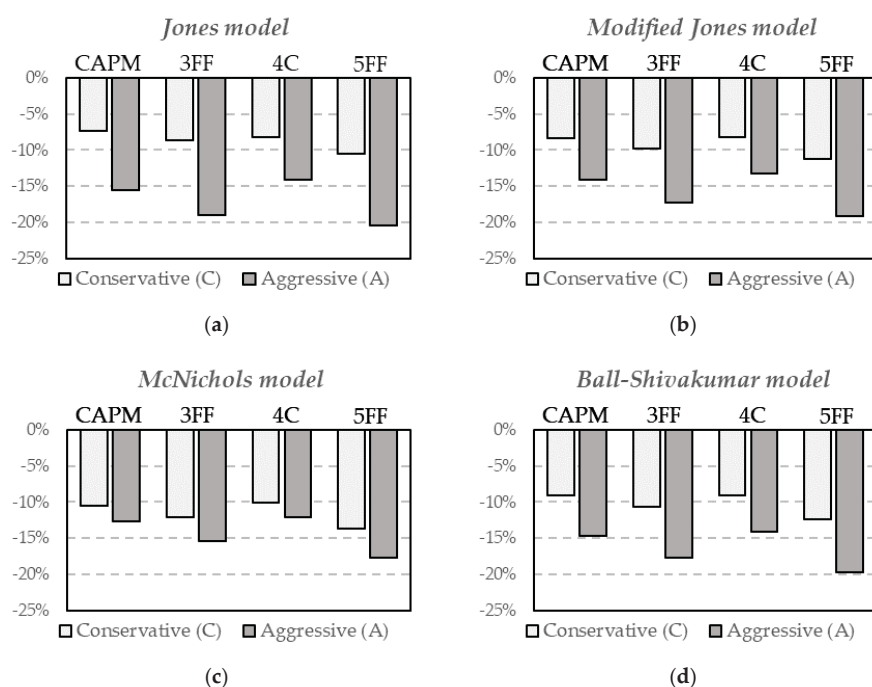 Jones model
CAPM 3FF 4C 5FF
0%
-5%
-10%
-15%
-20%
-25%
Conservative (C) Aggressive (A)
(a)
Modified Jones model
CAPM 3FF 4C 5FF
0%
-5%
-10%
-15%
-20%
-25%
Conservative (C) Aggressive (A)
(b)
McNichols model
CAPM 3FF 4C 5FF
0%
-5%
-10%
-15%
-20%
-25%
Conservative (C) Aggressive (A)
(c)
Ball-Shivakumar model
CAPM 3FF 4C 5FF
0%
-5%
-10%
-15%
-20%
-25%
Conservative (C) Aggressive (A)
(d)